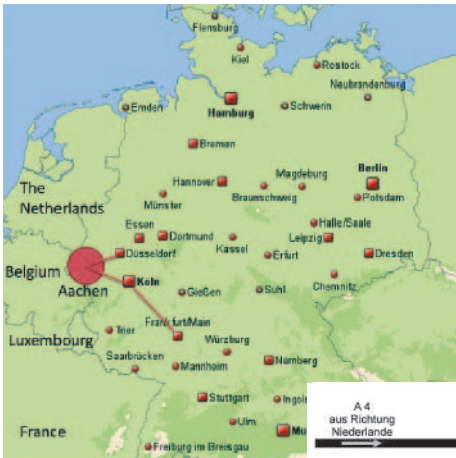 Flensburg
Kiel
Rostock
Neubrandenburg
Hamburg
Schwerin
Emden
Bremen
Berlin
Hannover
Magdeburg
Potsdam
The
Netherlands
Münster
Braunschweig
Essen
Dortmund
Halle/Saale
Leipzig
Kassel
Düsseldorf
Erfurt
Dresden
Belgium
Köln
Aachen
Gießen
Suhl
Chemnitz
Trier
Frankfurt/Main
Luxembourg
Würzburg
Saarbrücken
Mannheim
Nürnberg
Stuttgart
Ingols
Ulm
Mü
France
Freiburg im Breisgau
A 4
aus Richtung
Niederlande